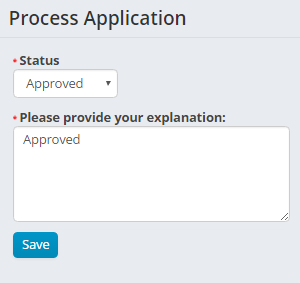 Process Application
* Status
Approved
* Please provide your explanation:
Approved
Save